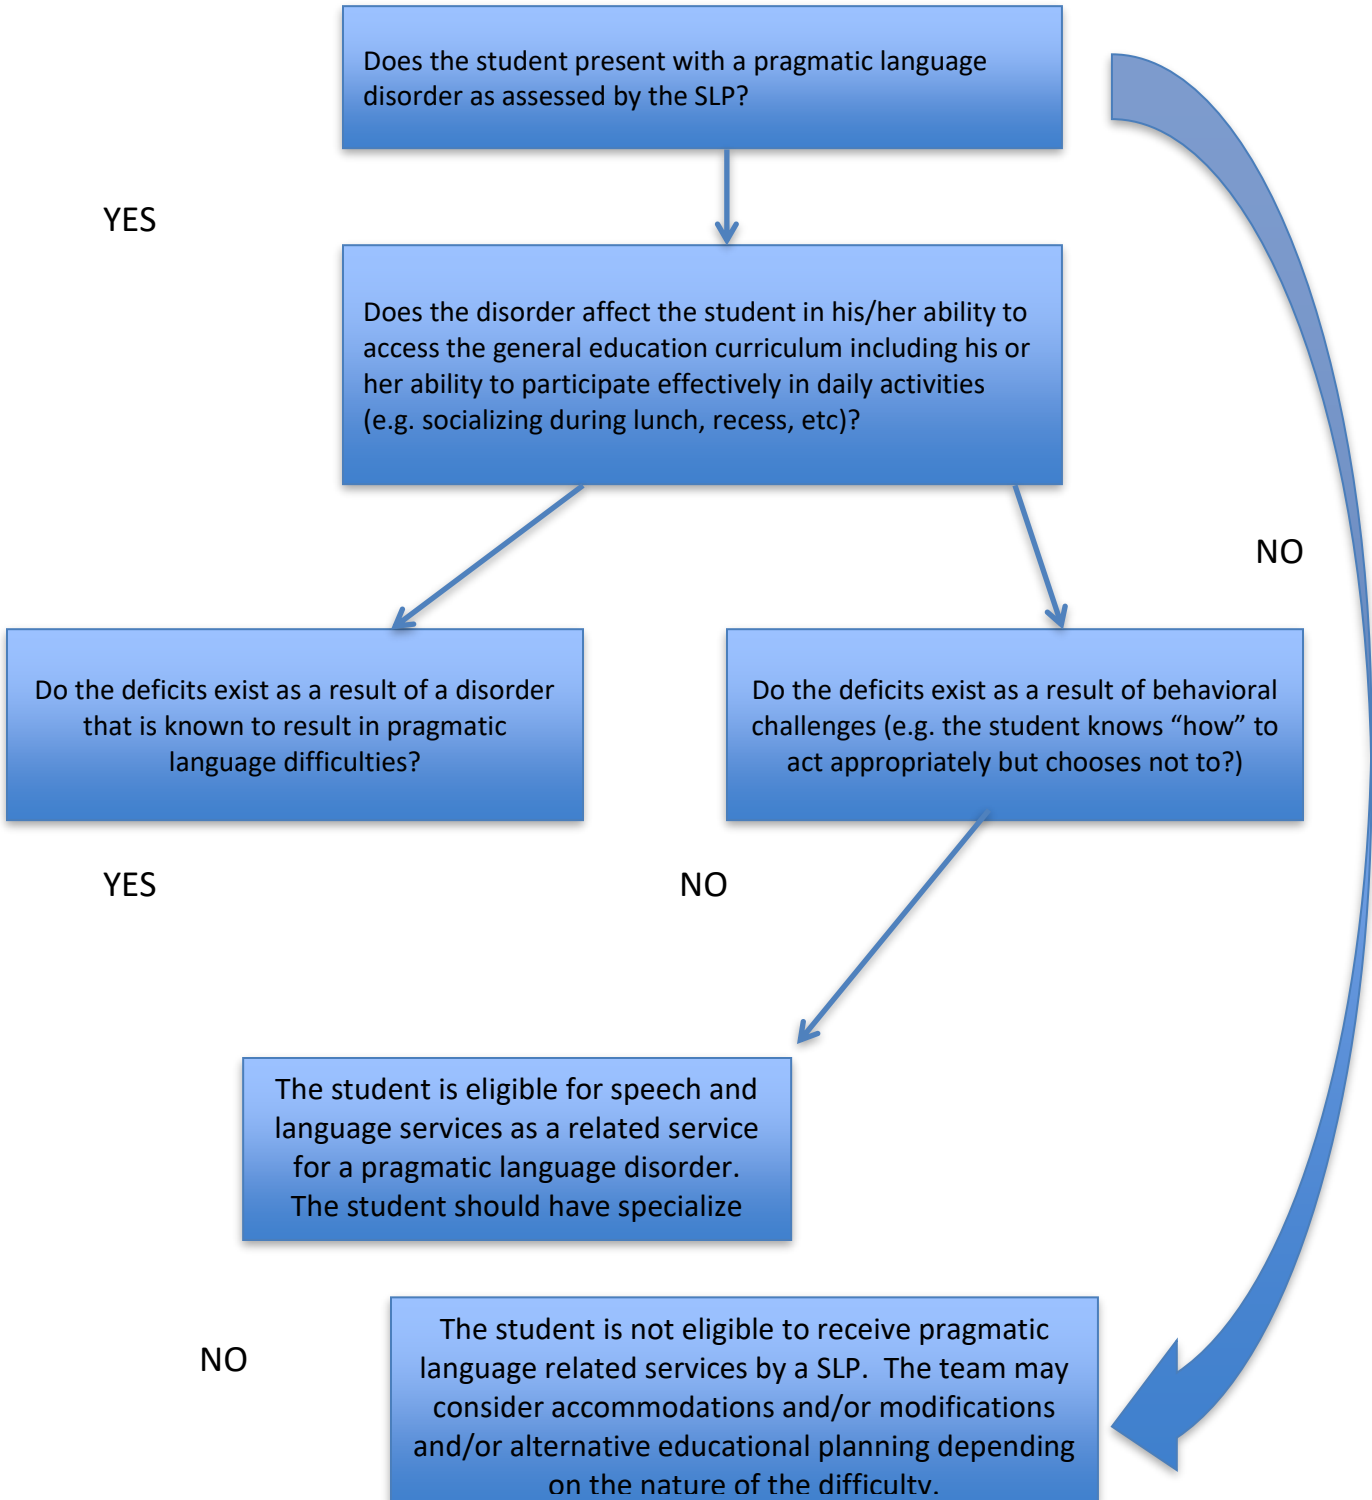 Does the student present with a pragmatic language
disorder as assessed by the SLP?
YES
Does the disorder affect the student in his/her ability to
access the general education curriculum including his or
her ability to participate effectively in daily activities
(e.g. socializing during lunch, recess, etc)?
NO
Do the deficits exist as a result of a disorder
that is known to result in pragmatic
language difficulties?
Do the deficits exist as a result of behavioral
challenges (e.g. the student knows “how” to
act appropriately but chooses not to?)
YES
NO
The student is eligible for speech and
language services as a related service
for a pragmatic language disorder.
The student should have specialize
NO
The student is not eligible to receive pragmatic
language related services by a SLP.  The team may
consider accommodations and/or modifications
and/or alternative educational planning depending
on the nature of the difficulty.